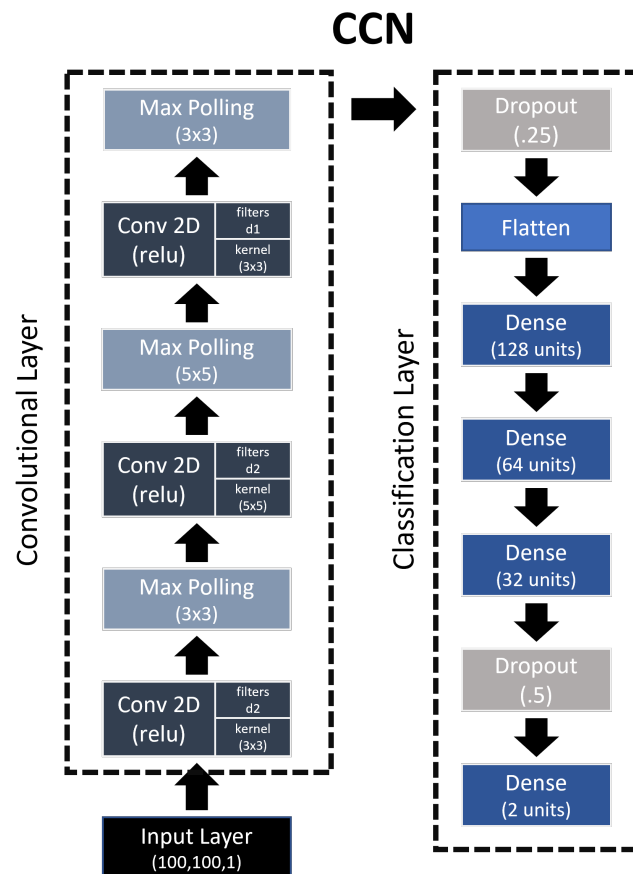 CCN
Max Polling
(3x3)
Conv 2D
(relu)
filters
d1
kernel
(3x3)
Max Polling
(5x5)
Conv 2D
(relu)
filters
d2
kernel
(5x5)
Max Polling
(3x3)
Conv 2D
(relu)
filters
d2
kernel
(3x3)
Input Layer
(100,100,1)
Convolutional Layer
Dropout
(.25)
Flatten
Dense
(128 units)
Dense
(64 units)
Dense
(32 units)
Dropout
(.5)
Dense
(2 units)
Classification Layer